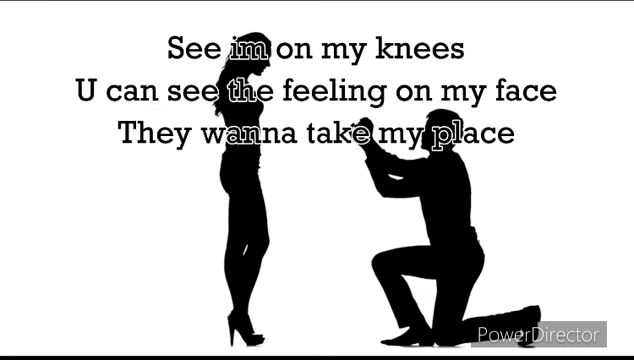 See im on my knees
U can see the feeling on my face
They wanna take my place
PowerDirector